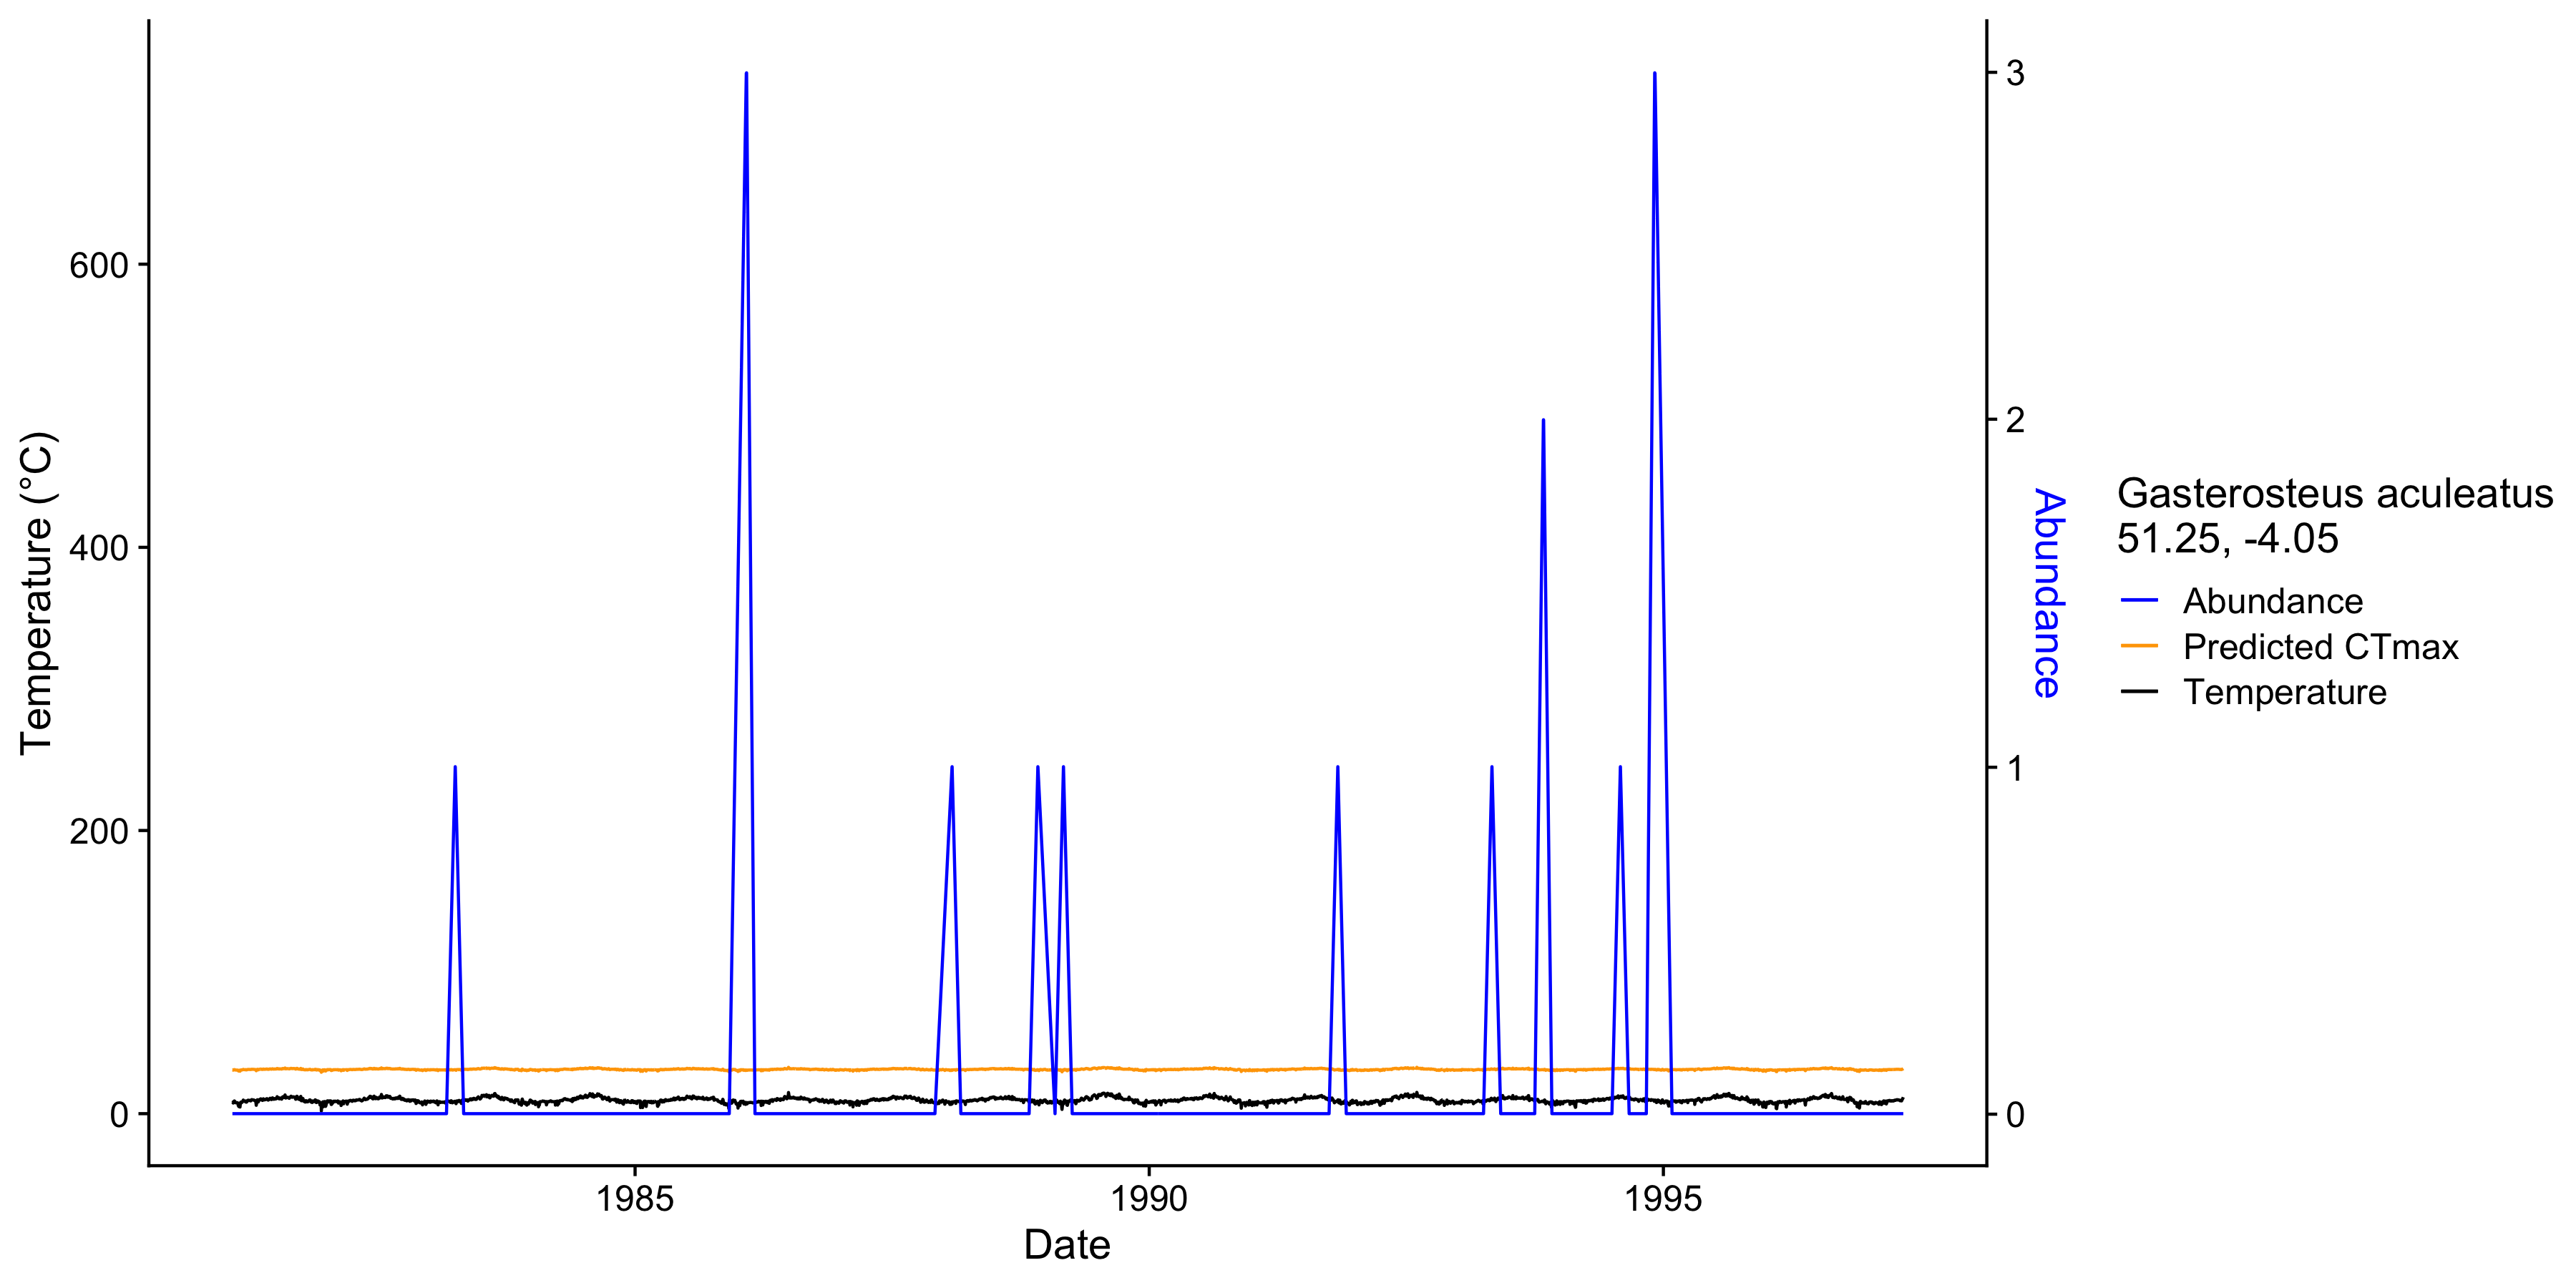 Temperature (°C)
600
400
200
0
1985
1990
1995
Date
3
2
1
0
Abundance
Gasterosteus aculeatus
51.25, -4.05
Abundance
Predicted CTmax
Temperature